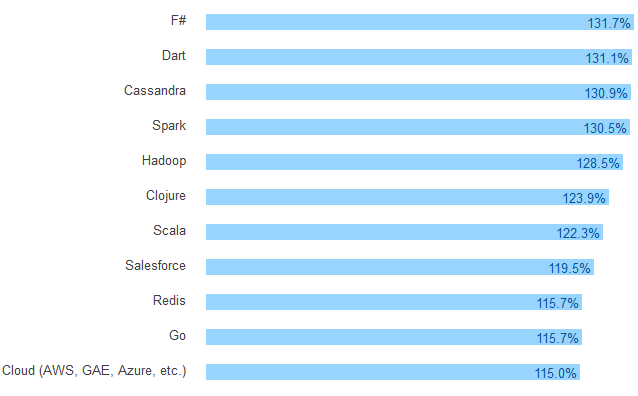 F# 131.7%
Dart 131.1%
Cassandra 130.9%
Spark 130.5%
Hadoop 128.5%
Clojure 123.9%
Scala 122.3%
Salesforce 119.5%
Redis 115.7%
Go 115.7%
Cloud (AWS, GAE, Azure, etc.) 115.0%